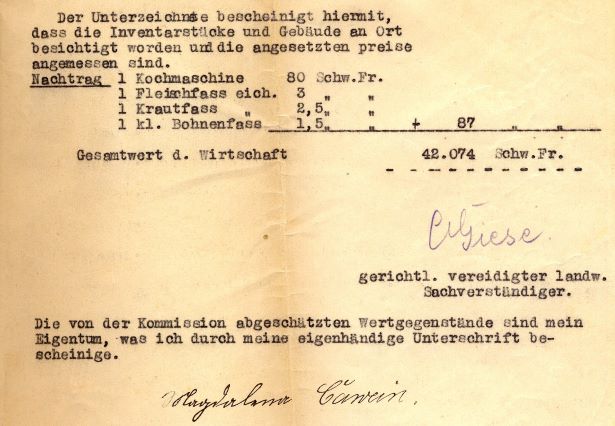 Der Unterzeichnete bescheinigt hiermit,
dass die Inventarstücke und Gebäude an Ort
besichtigt worden und die angesetzten preise
angemessen sind.
Nachtrag 1 Kochmaschine 80 Schw.Fr.
1 Fleischfass eich. 3 " "
1 Krautfass " 2,5 " "
1 kl. Bohnenfass 1,5 " " + 87 " "
Gesamtwert d. Wirtschaft 42.074 Schw.Fr.
Giese.
gerichtl. vereidigter landw.
Sachverständiger.
Die von der Kommission abgeschätzten Wertgegenstände sind mein
Eigentum, was ich durch meine eigenhändige Unterschrift be-
scheinige.
Magdalena Cawein.